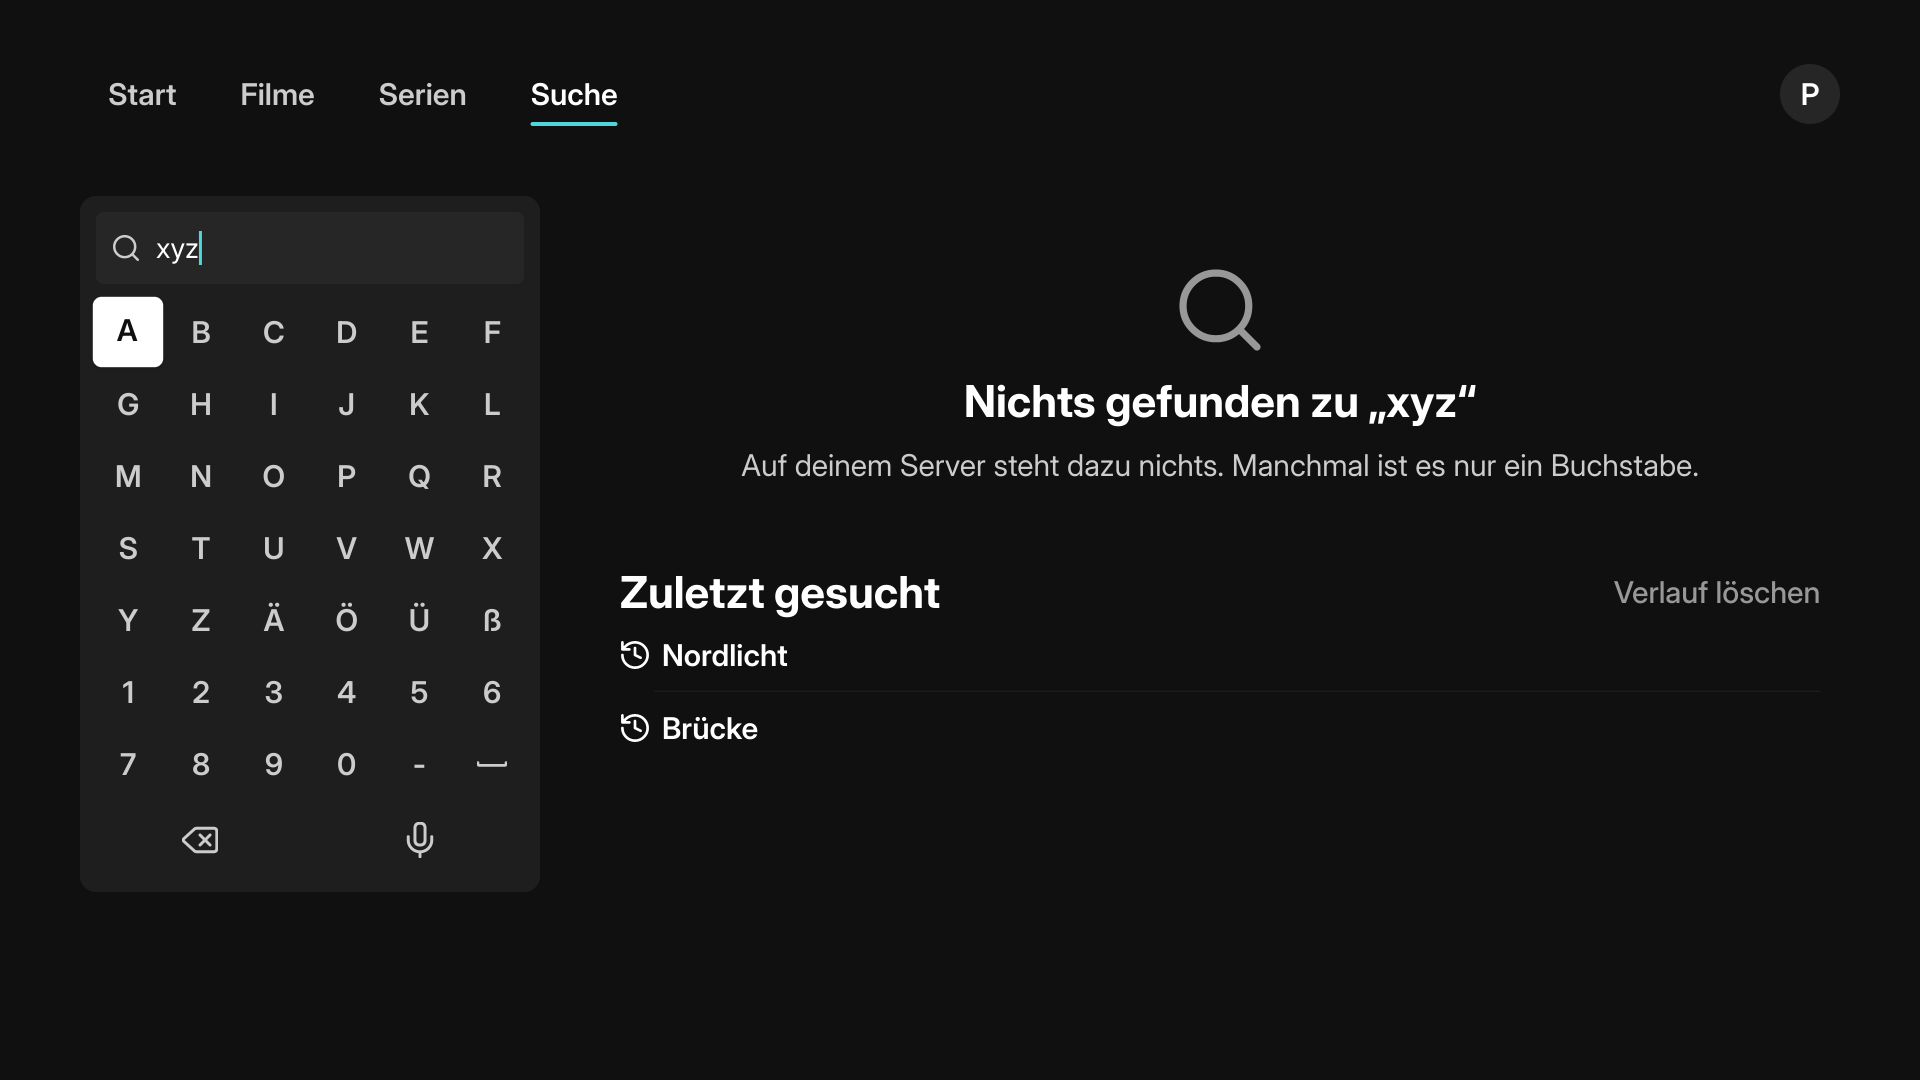 Start Filme Serien Suche P
xyz
A B C D E F
G H I J K L
M N O P Q R
S T U V W X
Y Z Ä Ö Ü ß
1 2 3 4 5 6
7 8 9 0 -
Nichts gefunden zu „xyz“
Auf deinem Server steht dazu nichts. Manchmal ist es nur ein Buchstabe.
Zuletzt gesucht Verlauf löschen
Nordlicht
Brücke